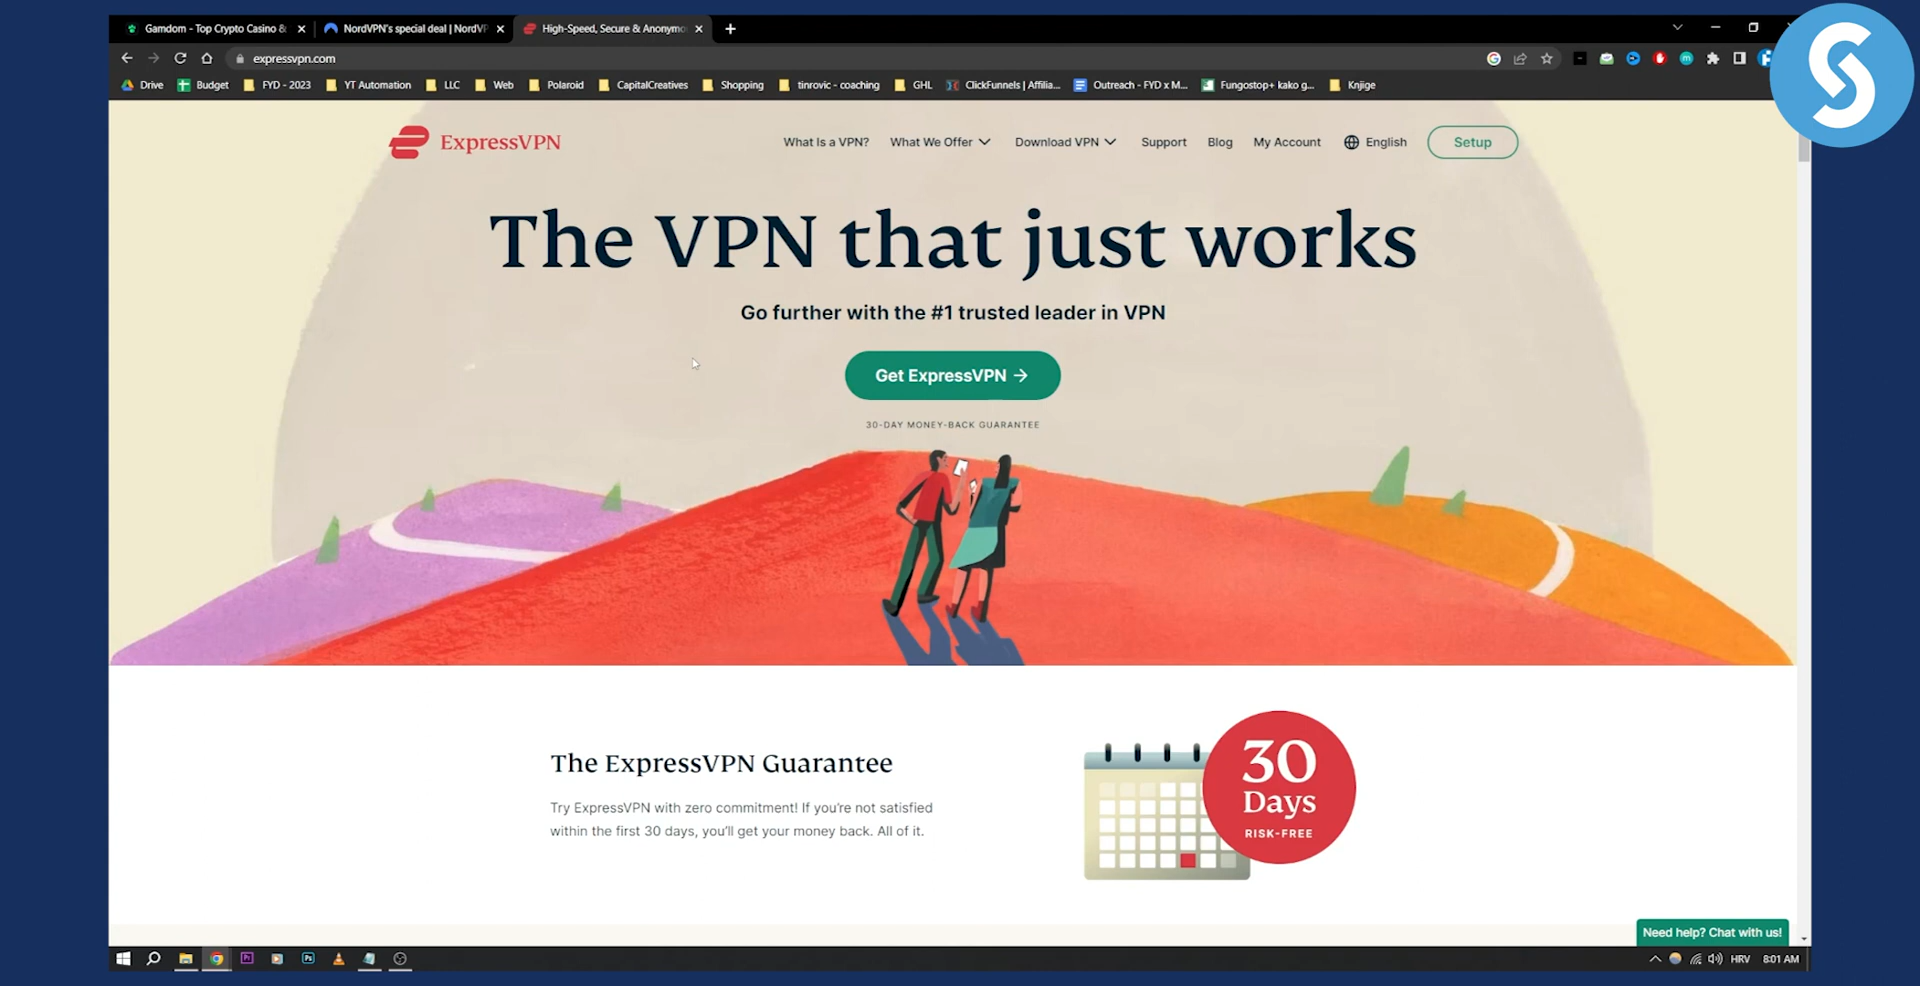 Gamdom - Top Crypto Casino &
NordVPN's special deal | NordVP
High-Speed, Secure & Anonymo
expressvpn.com
Drive
Budget
FYD - 2023
YT Automation
LLC
Web
Polaroid
CapitalCreatives
Shopping
tinrovic - coaching
GHL
ClickFunnels | Affilia...
Outreach - FYD x M...
Fungostop+ kako g...
Knjige
S
ExpressVPN
What Is a VPN?
What We Offer
Download VPN
Support
Blog
My Account
English
Setup
The VPN that just works
Go further with the #1 trusted leader in VPN
Get ExpressVPN →
30-DAY MONEY-BACK GUARANTEE
The ExpressVPN Guarantee
Try ExpressVPN with zero commitment! If you're not satisfied
within the first 30 days, you'll get your money back. All of it.
30
Days
RISK-FREE
Need help? Chat with us!
Pr
Ps
HRV
8:01 AM